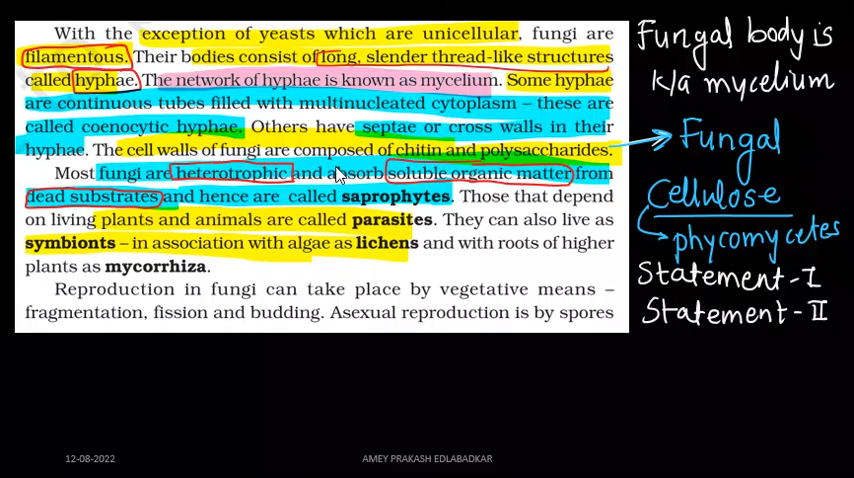 With the exception of yeasts which are unicellular, fungi are
filamentous. Their bodies consist of long, slender thread-like structures
called hyphae. The network of hyphae is known as mycelium. Some hyphae
are continuous tubes filled with multinucleated cytoplasm – these are
called coenocytic hyphae. Others have septae or cross walls in their
hyphae. The cell walls of fungi are composed of chitin and polysaccharides.
Most fungi are heterotrophic and absorb soluble organic matter from
dead substrates and hence are called saprophytes. Those that depend
on living plants and animals are called parasites. They can also live as
symbionts – in association with algae as lichens and with roots of higher
plants as mycorrhiza.
Reproduction in fungi can take place by vegetative means –
fragmentation, fission and budding. Asexual reproduction is by spores
Fungal body is
k/a mycelium
Fungal
Cellulose
phycomycetes
Statement-I
Statement-II
12-08-2022
AMEY PRAKASH EDLABADKAR